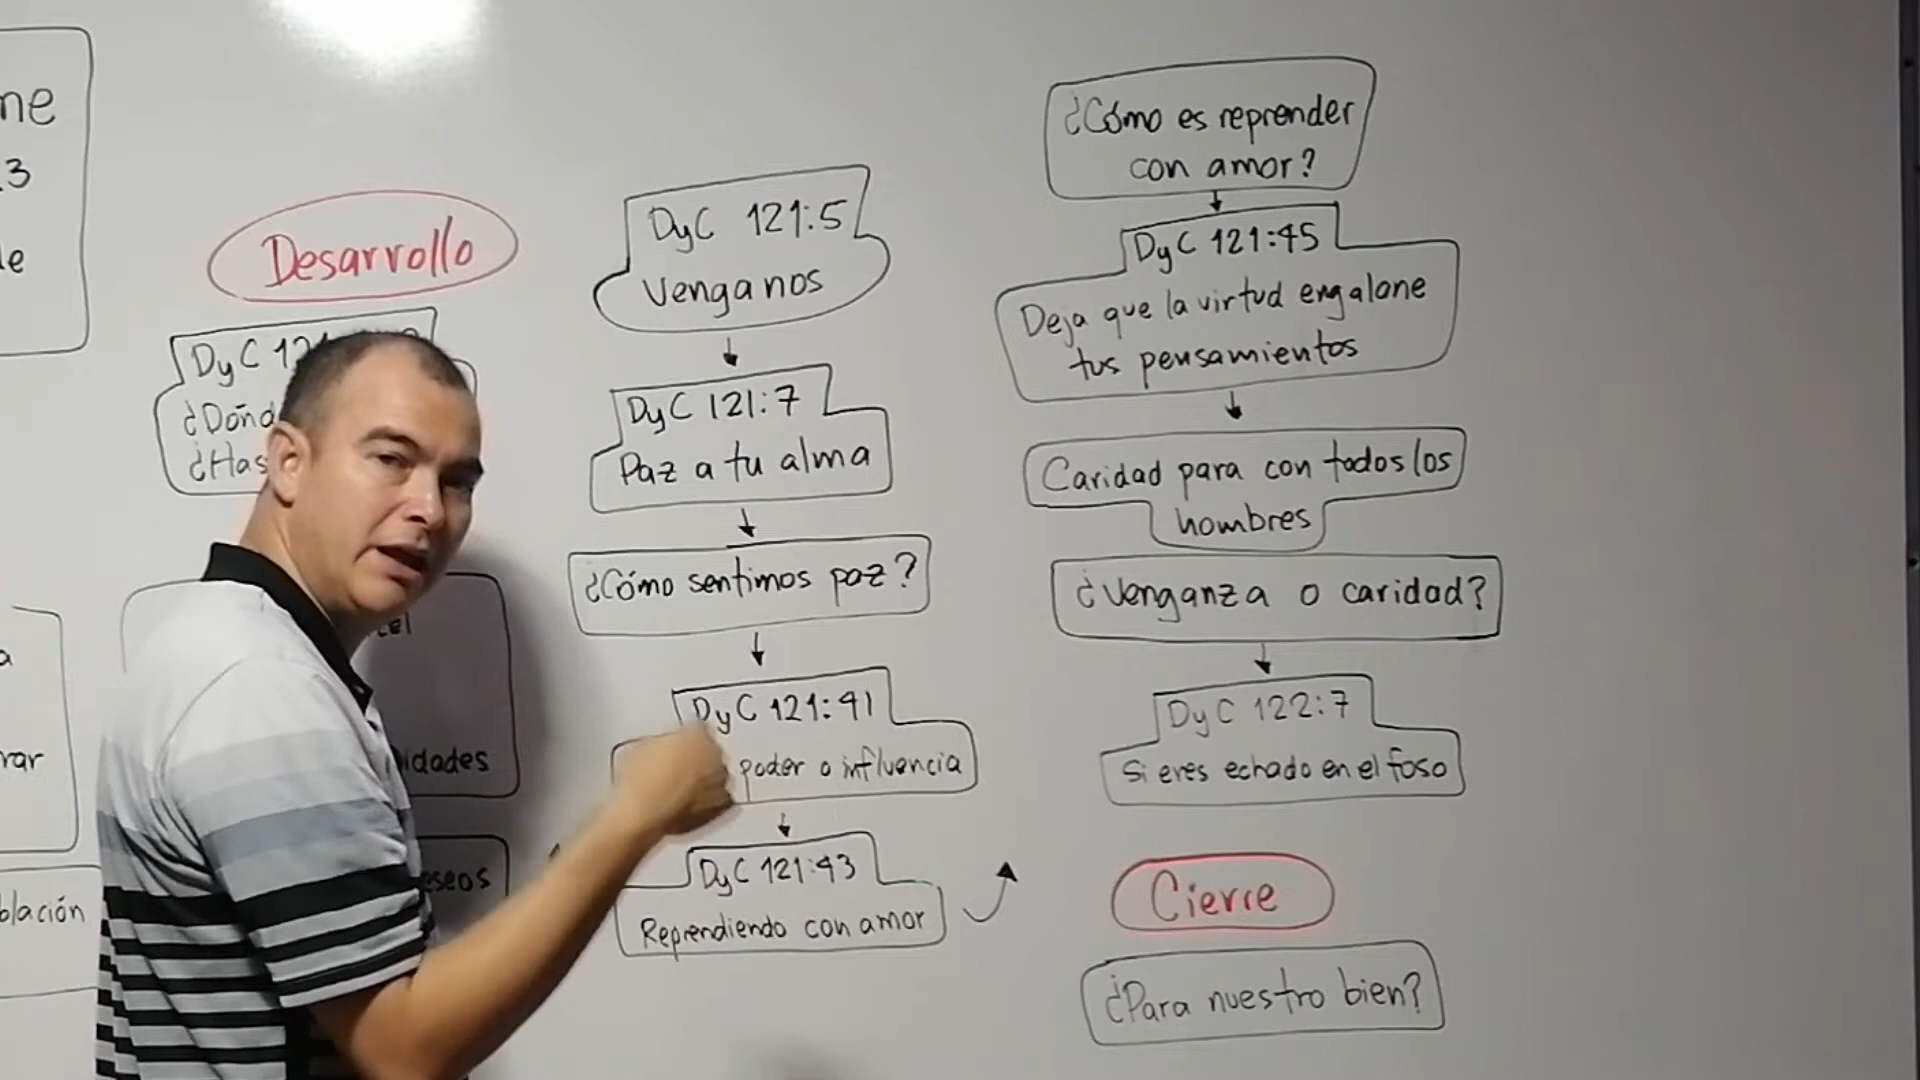 ne
3
le
a
rar
olación
Desarrollo
DyC 12
¿Doñd
¿Has
cel
idades
eseos
DyC 121:5
Venganos
DyC 121:7
Paz a tu alma
¿Cómo sentimos paz?
DyC 121:41
poder o influencia
DyC 121:43
Reprendiendo con amor
¿Cómo es reprender
con amor?
DyC 121:45
Deja que la virtud engalane
tus pensamientos
Caridad para con todos los
hombres
¿Venganza o caridad?
DyC 122:7
Si eres echado en el foso
Cierre
¿Para nuestro bien?